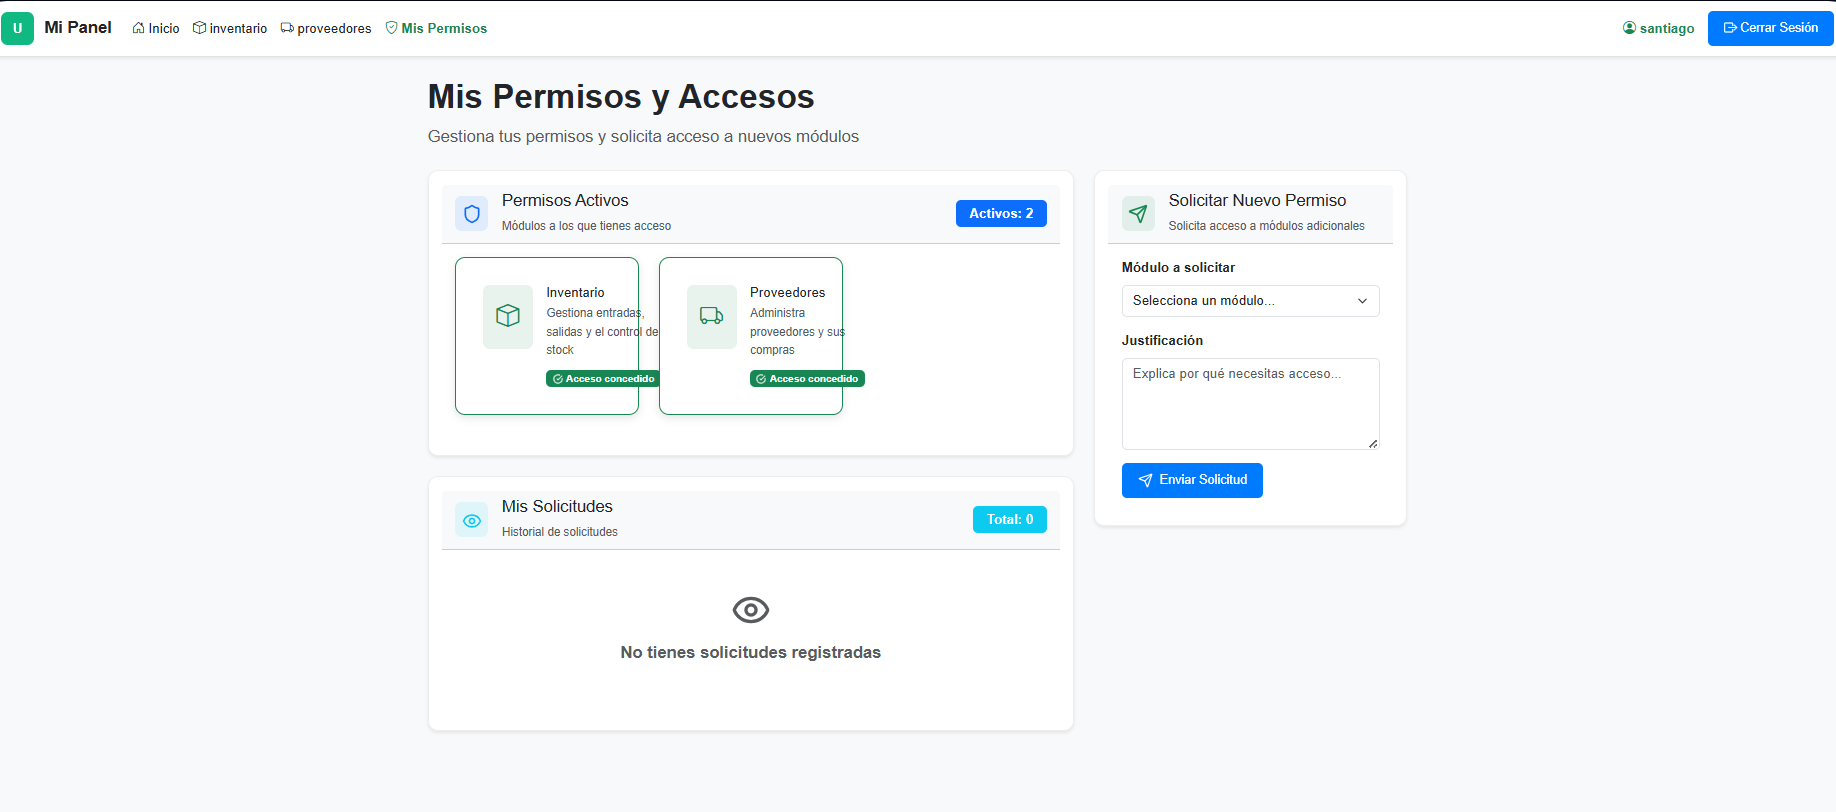 U Mi Panel Inicio inventario proveedores Mis Permisos santiago Cerrar Sesión
Mis Permisos y Accesos
Gestiona tus permisos y solicita acceso a nuevos módulos
Permisos Activos
Módulos a los que tienes acceso
Activos: 2
Inventario
Gestiona entradas,
salidas y el control de
stock
Acceso concedido
Proveedores
Administra
proveedores y sus
compras
Acceso concedido
Mis Solicitudes
Historial de solicitudes
Total: 0
No tienes solicitudes registradas
Solicitar Nuevo Permiso
Solicita acceso a módulos adicionales
Módulo a solicitar
Selecciona un módulo...
Justificación
Explica por qué necesitas acceso...
Enviar Solicitud